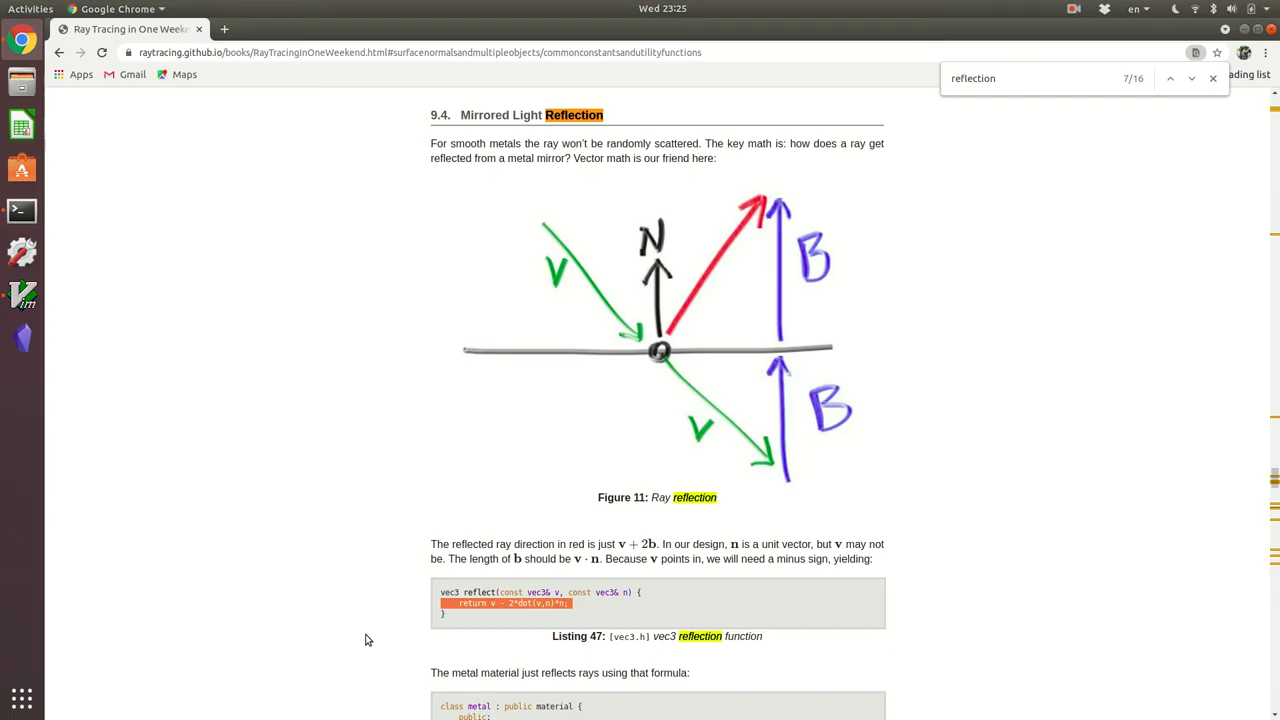 Activities
Google Chrome
Wed 23:25
en
Ray Tracing in One Weeken
raytracing.github.io/books/RayTracingInOneWeekend.html#surfacenormalsandmultipleobjects/commonconstantsandutilityfunctions
Apps
Gmail
Maps
reflection
7/16
ading list
9.4. Mirrored Light Reflection
For smooth metals the ray won't be randomly scattered. The key math is: how does a ray get
reflected from a metal mirror? Vector math is our friend here:
N
V
B
V
B
Figure 11: Ray reflection
The reflected ray direction in red is just v + 2b. In our design, n is a unit vector, but v may not
be. The length of b should be v · n. Because v points in, we will need a minus sign, yielding:
vec3 reflect(const vec3& v, const vec3& n) {
return v - 2*dot(v,n)*n;
}
Listing 47: [vec3.h] vec3 reflection function
The metal material just reflects rays using that formula:
class metal : public material {
public:
Vim